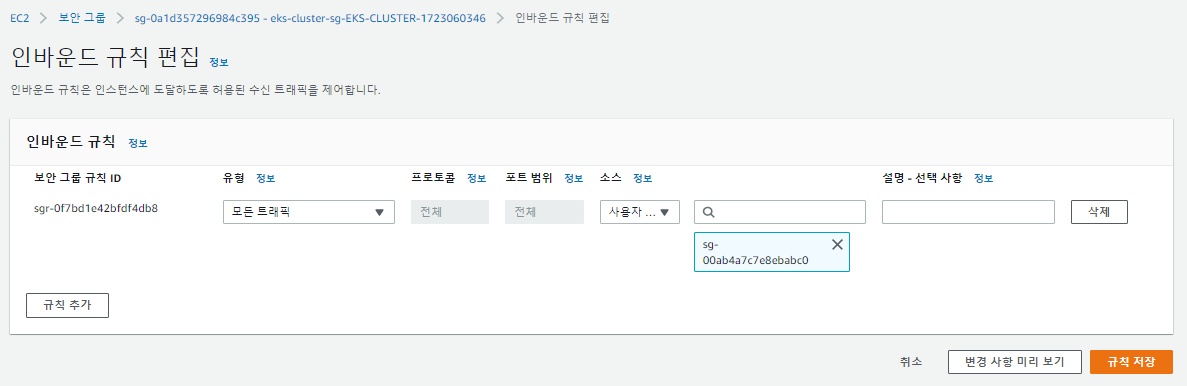 EC2 > 보안 그룹 > sg-0a1d357296984c395 - eks-cluster-sg-EKS-CLUSTER-1723060346 > 인바운드 규칙 편집
인바운드 규칙 편집 정보
인바운드 규칙은 인스턴스에 도달하도록 허용된 수신 트래픽을 제어합니다.
인바운드 규칙 정보
보안 그룹 규칙 ID 유형 정보 프로토콜 정보 포트 범위 정보 소스 정보 설명 - 선택 사항 정보
sgr-0f7bd1e42bfdf4db8 모든 트래픽 전체 전체 사용자 ... 삭제
sg-
00ab4a7c7e8ebabc0
규칙 추가
취소 변경 사항 미리 보기 규칙 저장